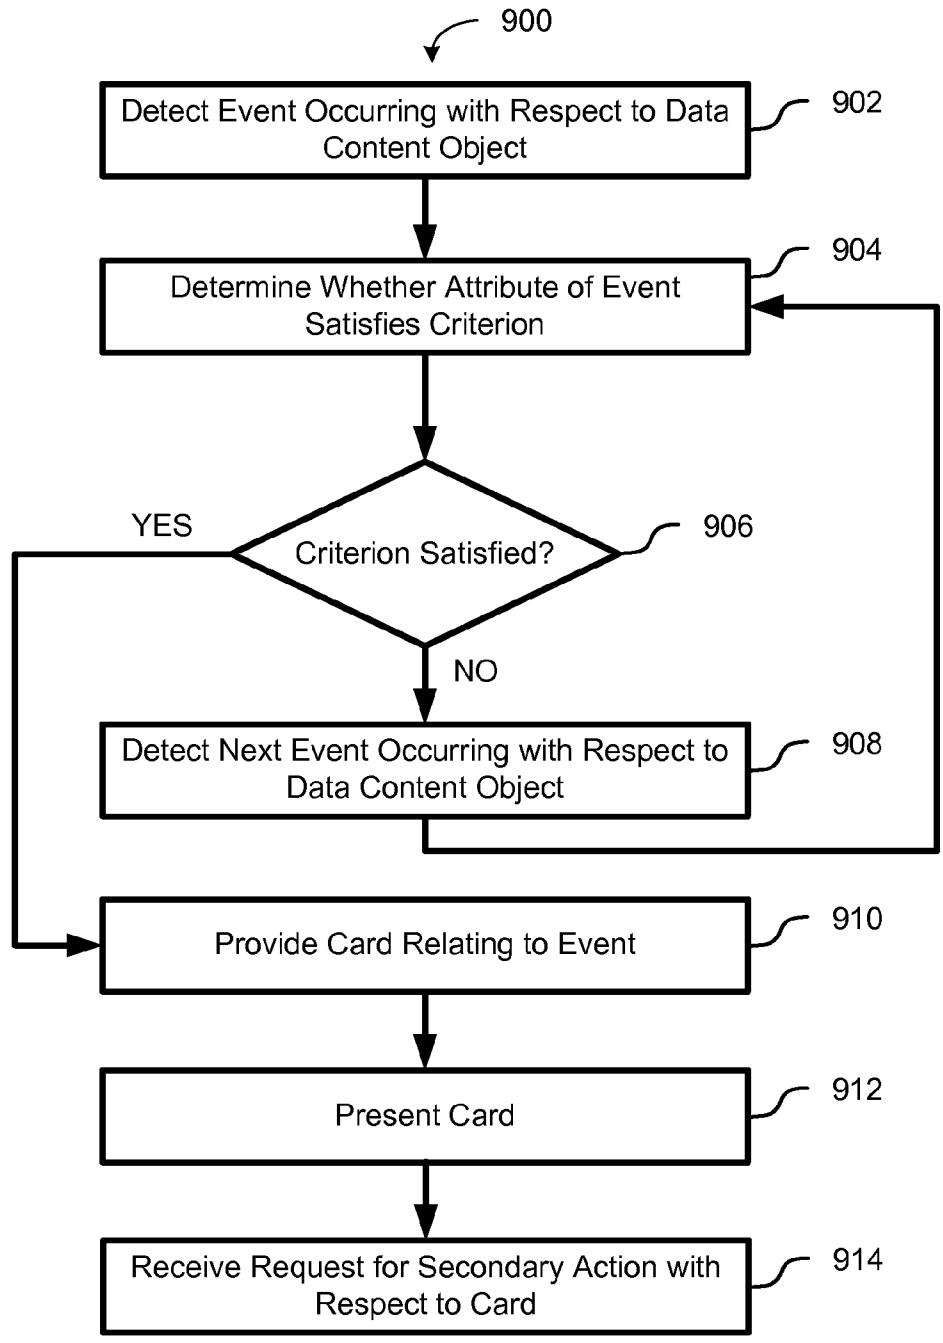 900
Detect Event Occurring with Respect to Data
Content Object
902
Determine Whether Attribute of Event
Satisfies Criterion
904
Criterion Satisfied?
906
YES
NO
Detect Next Event Occurring with Respect to
Data Content Object
908
Provide Card Relating to Event
910
Present Card
912
Receive Request for Secondary Action with
Respect to Card
914